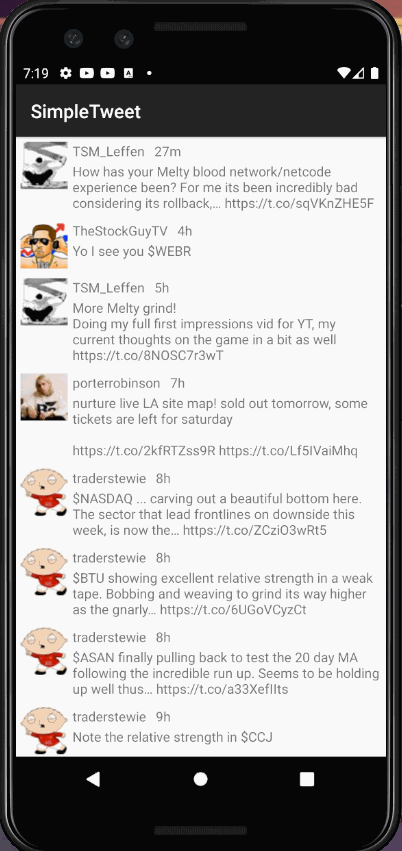 7:19
SimpleTweet
TSM_Leffen 27m
How has your Melty blood network/netcode
experience been? For me its been incredibly bad
considering its rollback,... https://t.co/sqVKnZHE5F
TheStockGuyTV 4h
Yo I see you $WEBR
TSM_Leffen 5h
More Melty grind!
Doing my full first impressions vid for YT, my
current thoughts on the game in a bit as well
https://t.co/8NOSC7r3wT
porterrobinson 7h
nurture live LA site map! sold out tomorrow, some
tickets are left for saturday
https://t.co/2kfRTZss9R https://t.co/Lf5IVaiMhq
traderstewie 8h
$NASDAQ ... carving out a beautiful bottom here.
The sector that lead frontlines on downside this
week, is now the... https://t.co/ZCziO3wRt5
traderstewie 8h
$BTU showing excellent relative strength in a weak
tape. Bobbing and weaving to grind its way higher
as the gnarly... https://t.co/6UGoVCyzCt
traderstewie 8h
$ASAN finally pulling back to test the 20 day MA
following the incredible run up. Seems to be holding
up well thus... https://t.co/a33XefIIts
traderstewie 9h
Note the relative strength in $CCJ